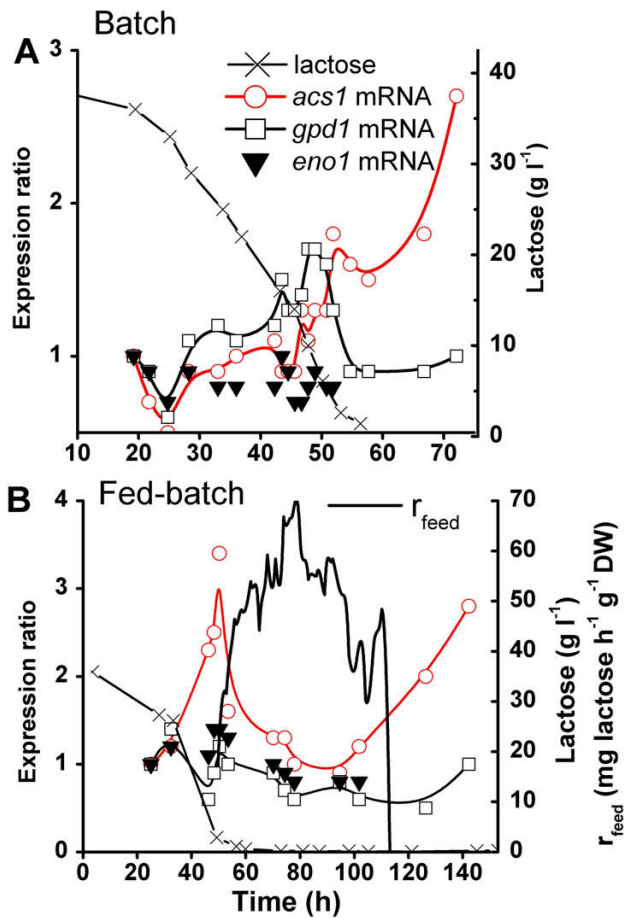 Batch
A
3
2
1
Expression ratio
lactose
acs1 mRNA
gpd1 mRNA
eno1 mRNA
40
30
20
10
0
Lactose (g l⁻¹)
10 20 30 40 50 60 70
B
Fed-batch
r_feed
4
3
2
1
0
Expression ratio
70
60
50
40
30
20
10
0
Lactose (g l⁻¹)
r_feed (mg lactose h⁻¹ g⁻¹ DW)
0 20 40 60 80 100 120 140
Time (h)